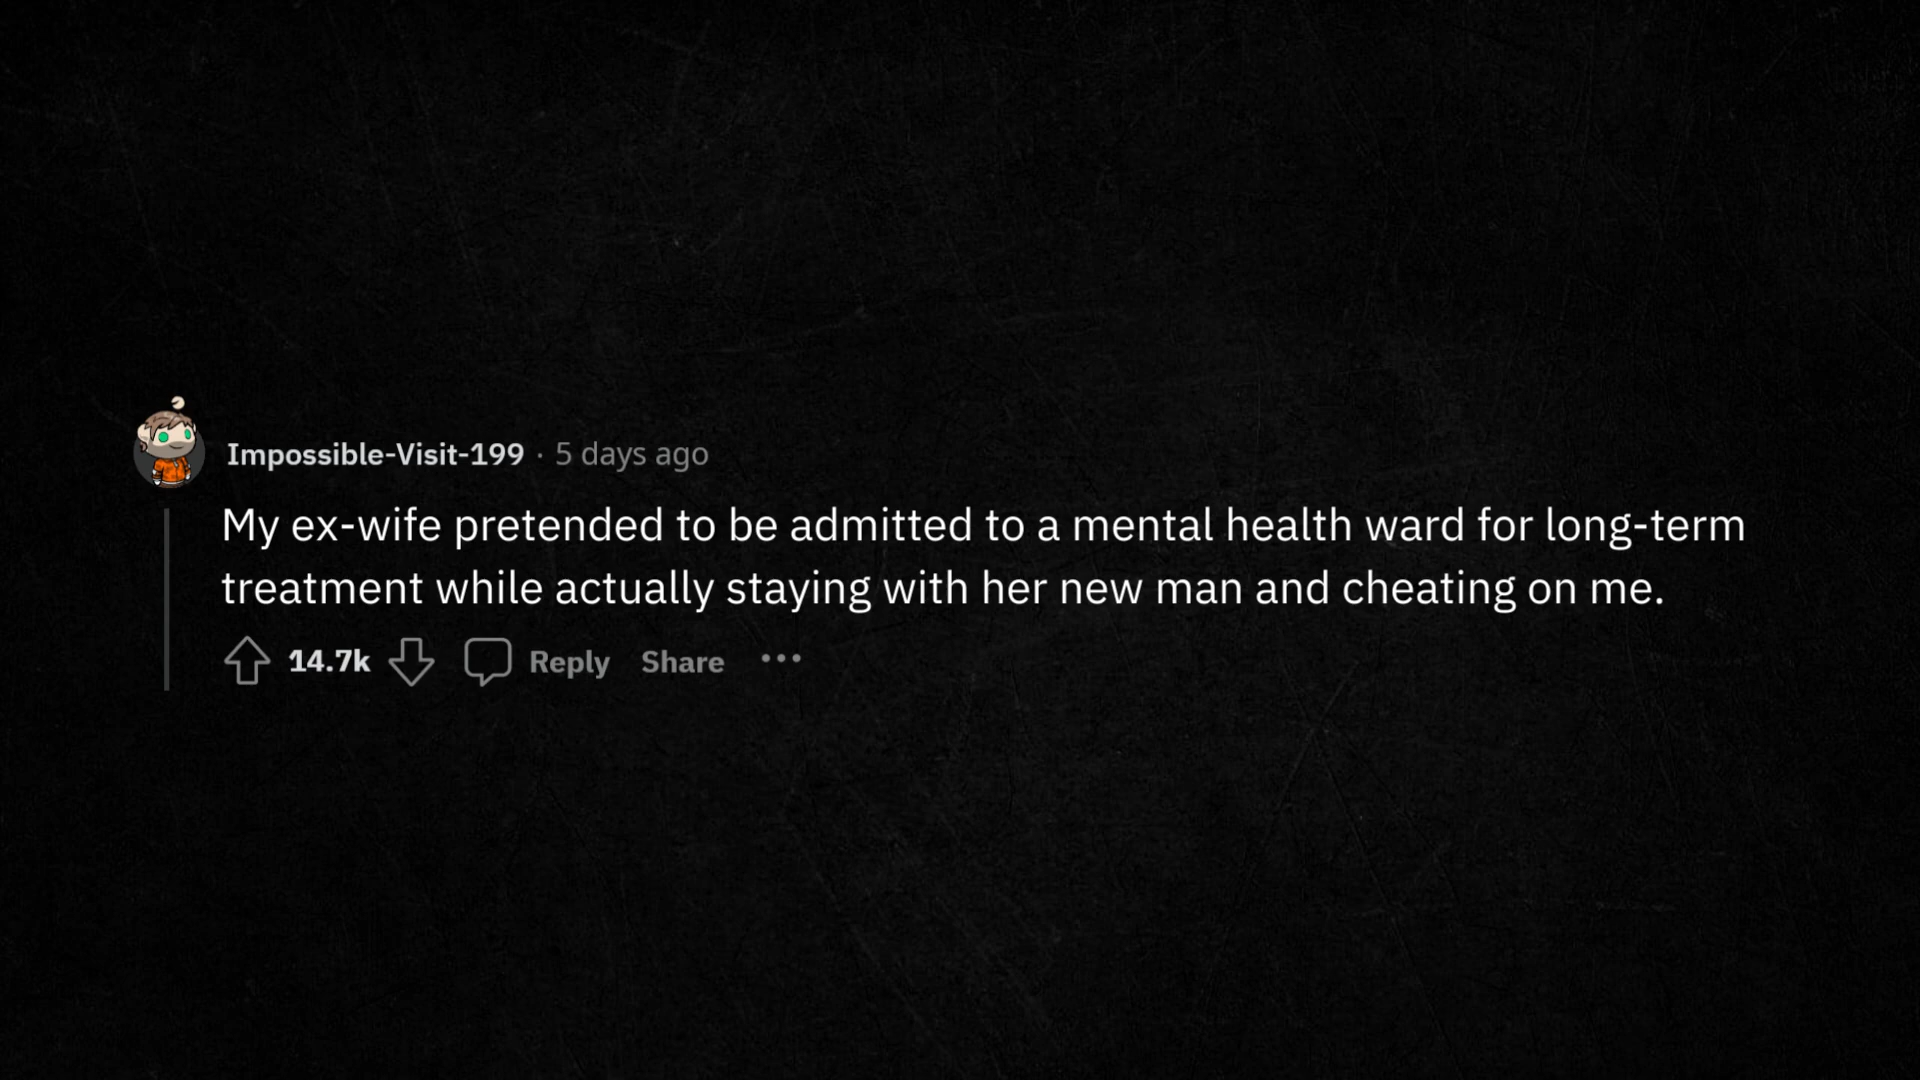 Impossible-Visit-199 · 5 days ago
My ex-wife pretended to be admitted to a mental health ward for long-term
treatment while actually staying with her new man and cheating on me.
14.7k Reply Share •••